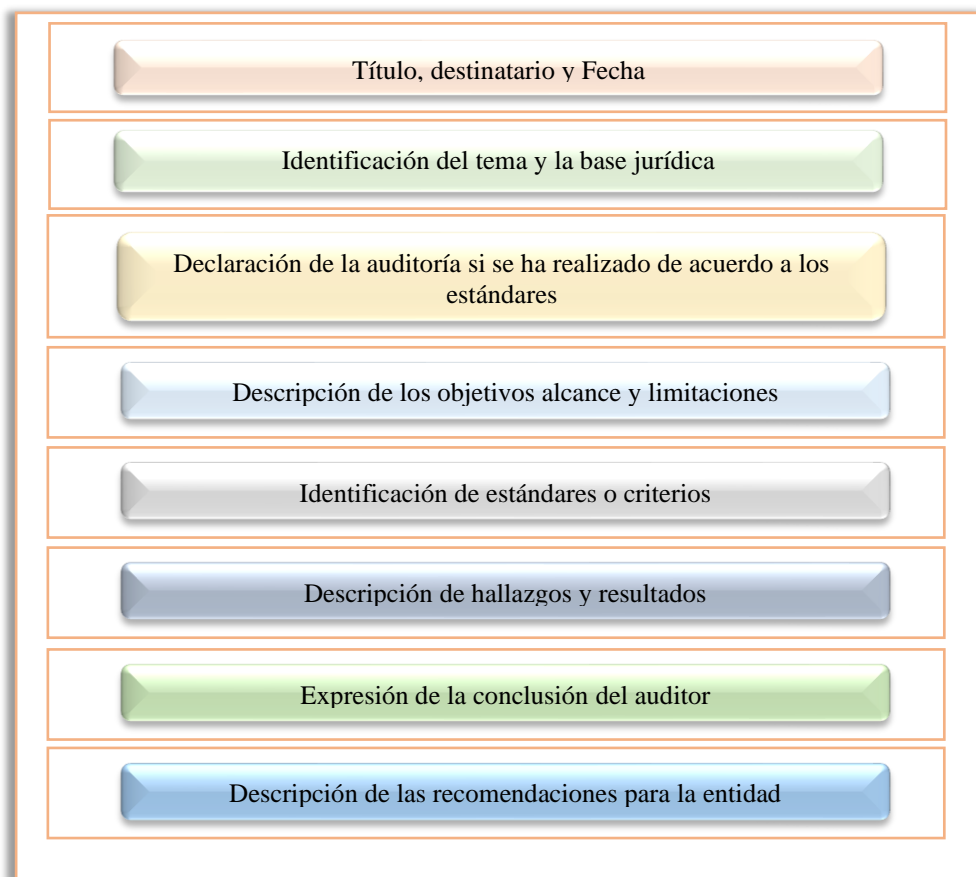 Título, destinatario y Fecha
Identificación del tema y la base jurídica
Declaración de la auditoría si se ha realizado de acuerdo a los
estándares
Descripción de los objetivos alcance y limitaciones
Identificación de estándares o criterios
Descripción de hallazgos y resultados
Expresión de la conclusión del auditor
Descripción de las recomendaciones para la entidad